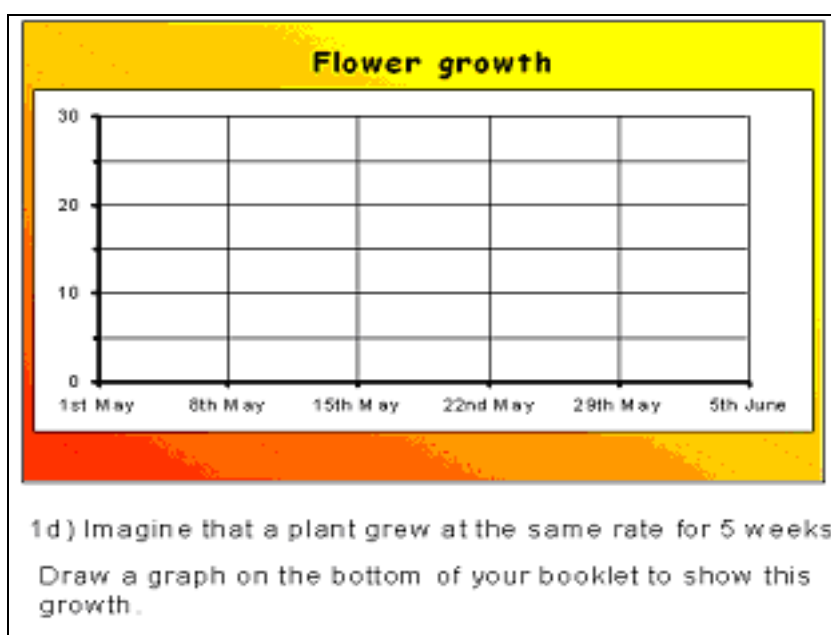 Flower growth
30
20
10
0
1st May 8th May 15th May 22nd May 29th May 5th June
1d) Imagine that a plant grew at the same rate for 5 weeks
Draw a graph on the bottom of your booklet to show this
growth.